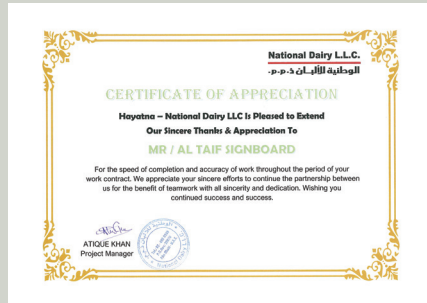 National Dairy L.L.C.
الوطنية للألبـان ذ.م.م.
CERTIFICATE OF APPRECIATION
Hayatna – National Dairy LLC Is Pleased to Extend
Our Sincere Thanks & Appreciation To
MR / AL TAIF SIGNBOARD
For the speed of completion and accuracy of work throughout the period of your
work contract. We appreciate your sincere efforts to continue the partnership between
us for the benefit of teamwork with all sincerity and dedication. Wishing you
continued success and success.
ATIQUE KHAN
Project Manager